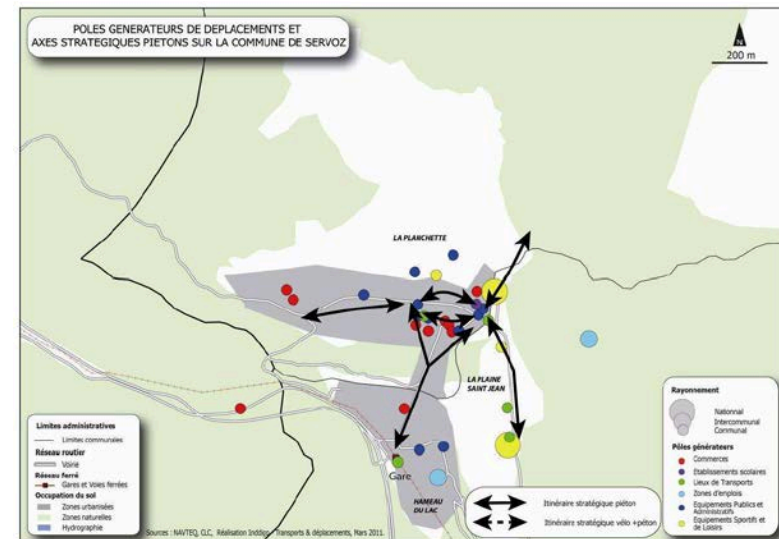 POLES GENERATEURS DE DEPLACEMENTS ET
AXES STRATEGIQUES PIETONS SUR LA COMMUNE DE SERVOZ
N
200 m
LA PLANCHETTE
LA PLAINE
SAINT JEAN
Gare
HAMEAU
DU LAC
Limites administratives
Limites communales
Réseau routier
Voirie
Réseau ferré
Gares et Voies ferrées
Occupation du sol
Zones urbanisées
Zones naturelles
Hydrographie
Sources : NAVTEQ, CLC, Réalisation Inddigo - Transports & déplacements, Mars 2011.
Itinéraire stratégique piéton
Itinéraire stratégique vélo +piéton
Rayonnement
Nationnal
Intercommunal
Communal
Pôles générateurs
Commerces
Etablissements scolaires
Lieux de Transports
Zones d'emplois
Equipements Publics et
Administratifs
Equipements Sportifs et
de Loisirs